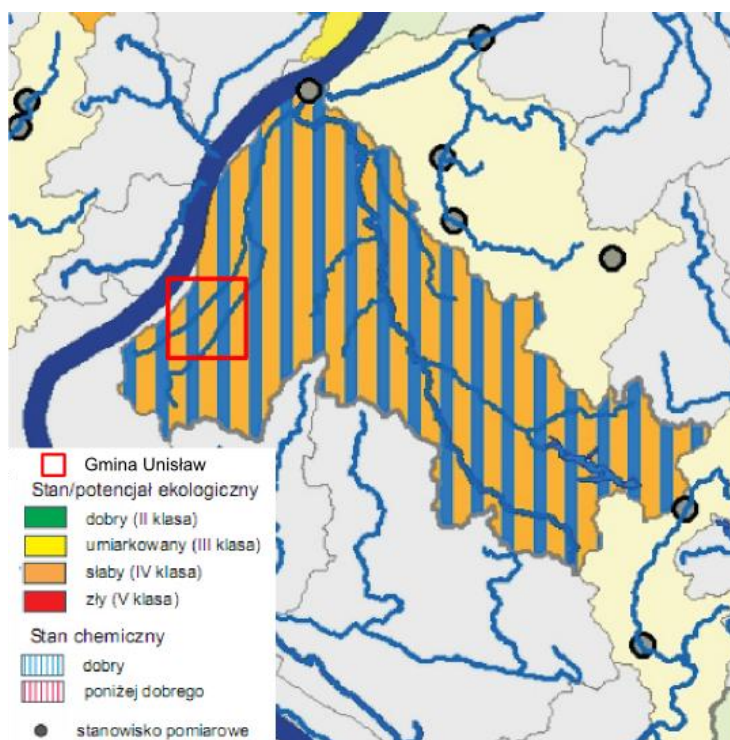 Gmina Unisław
Stan/potencjał ekologiczny
dobry (II klasa)
umiarkowany (III klasa)
słaby (IV klasa)
zły (V klasa)
Stan chemiczny
dobry
poniżej dobrego
stanowisko pomiarowe